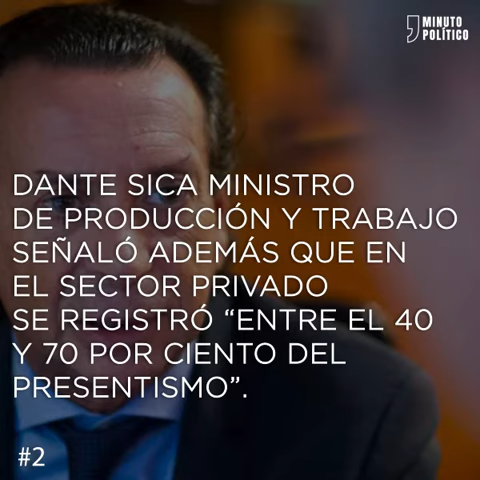 MINUTO
POLÍTICO
DANTE SICA MINISTRO
DE PRODUCCIÓN Y TRABAJO
SEÑALÓ ADEMÁS QUE EN
EL SECTOR PRIVADO
SE REGISTRÓ “ENTRE EL 40
Y 70 POR CIENTO DEL
PRESENTISMO”.
#2